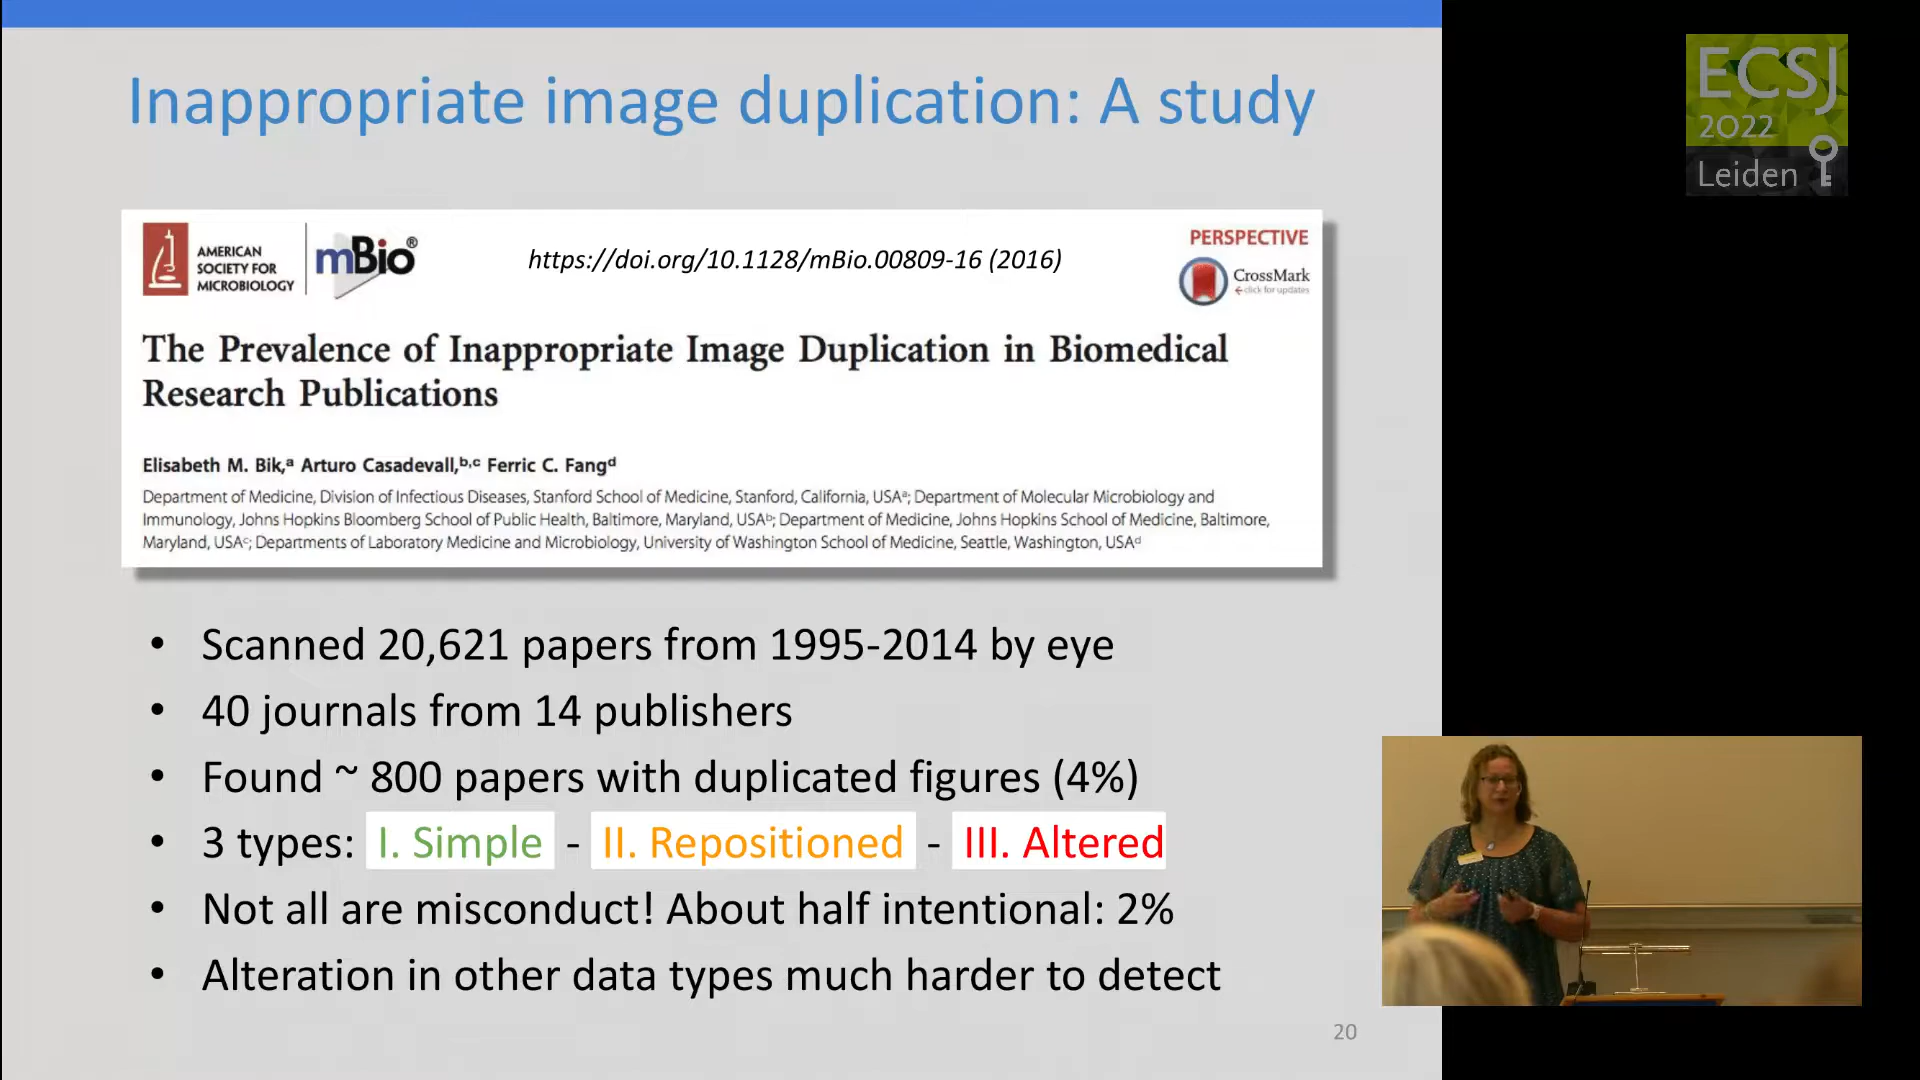 Inappropriate image duplication: A study
ECSJ
2022
Leiden
AMERICAN
SOCIETY FOR
MICROBIOLOGY
mBio®
https://doi.org/10.1128/mBio.00809-16 (2016)
PERSPECTIVE
CrossMark
click for updates
The Prevalence of Inappropriate Image Duplication in Biomedical
Research Publications
Elisabeth M. Bik,ᵃ Arturo Casadevall,ᵇ,ᶜ Ferric C. Fangᵈ
Department of Medicine, Division of Infectious Diseases, Stanford School of Medicine, Stanford, California, USAᵃ; Department of Molecular Microbiology and
Immunology, Johns Hopkins Bloomberg School of Public Health, Baltimore, Maryland, USAᵇ; Department of Medicine, Johns Hopkins School of Medicine, Baltimore,
Maryland, USAᶜ; Departments of Laboratory Medicine and Microbiology, University of Washington School of Medicine, Seattle, Washington, USAᵈ
• Scanned 20,621 papers from 1995-2014 by eye
• 40 journals from 14 publishers
• Found ~ 800 papers with duplicated figures (4%)
• 3 types: I. Simple - II. Repositioned - III. Altered
• Not all are misconduct! About half intentional: 2%
• Alteration in other data types much harder to detect
20